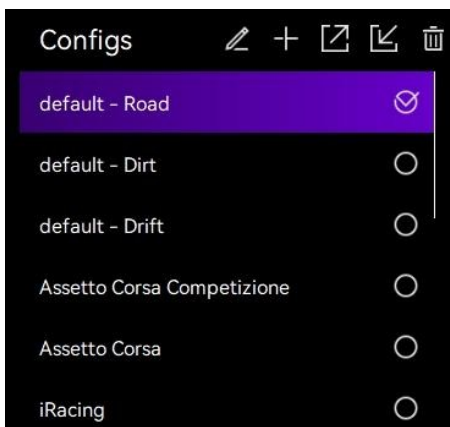 Configs
default - Road
default - Dirt
default - Drift
Assetto Corsa Competizione
Assetto Corsa
iRacing